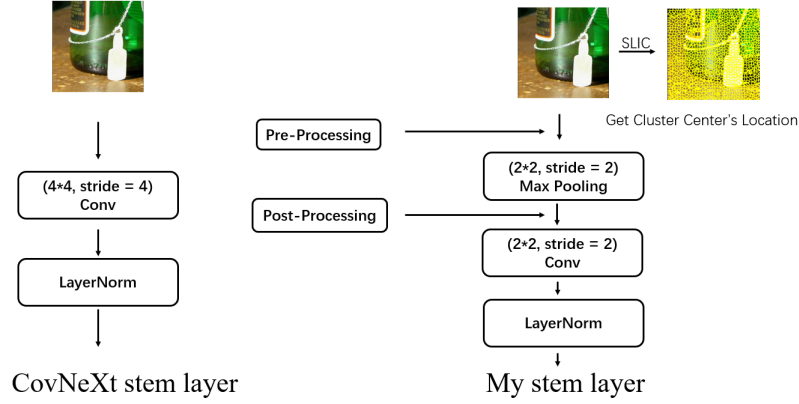 SLIC
Get Cluster Center's Location
Pre-Processing
(4*4, stride = 4)
Conv
(2*2, stride = 2)
Max Pooling
Post-Processing
(2*2, stride = 2)
Conv
LayerNorm
LayerNorm
CovNeXt stem layer
My stem layer